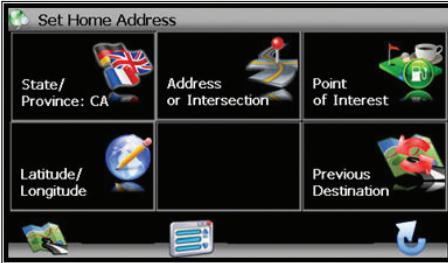 Set Home Address
State/
Province: CA
Address
or Intersection
Point
of Interest
Latitude/
Longitude
Previous
Destination